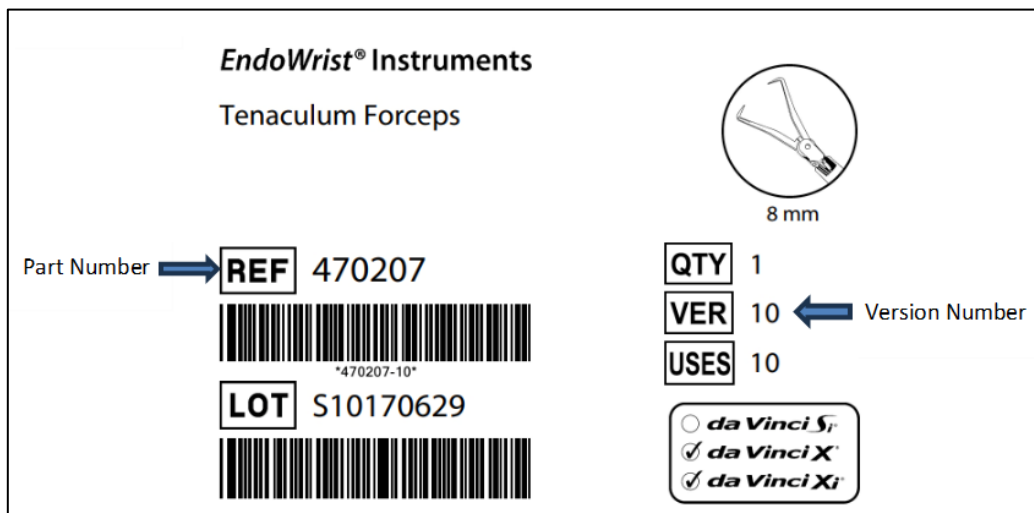 EndoWrist® Instruments
Tenaculum Forceps
8 mm
Part Number
REF 470207
*470207-10*
LOT S10170629
QTY 1
VER 10
Version Number
USES 10
da Vinci Si®
da Vinci X®
da Vinci Xi®